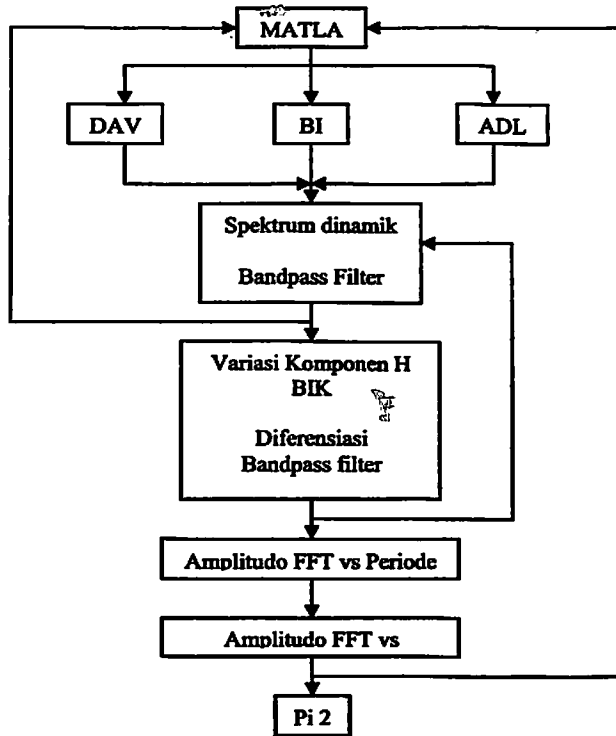 MATLA
DAV
BI
ADL
Spektrum dinamik
Bandpass Filter
Variasi Komponen H
BIK
Diferensiasi
Bandpass filter
Amplitudo FFT vs Periode
Amplitudo FFT vs
Pi 2